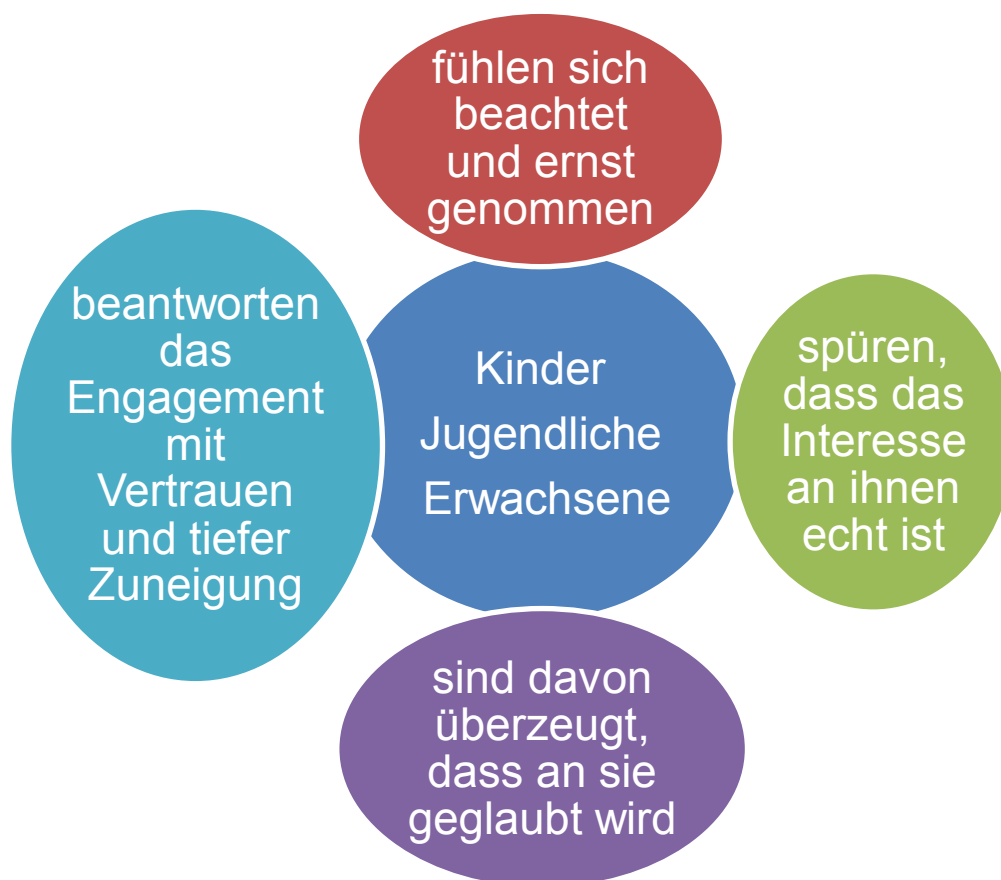 fühlen sich
beachtet
und ernst
genommen
beantworten
das
Engagement
mit
Vertrauen
und tiefer
Zuneigung
Kinder
Jugendliche
Erwachsene
spüren,
dass das
Interesse
an ihnen
echt ist
sind davon
überzeugt,
dass an sie
geglaubt wird